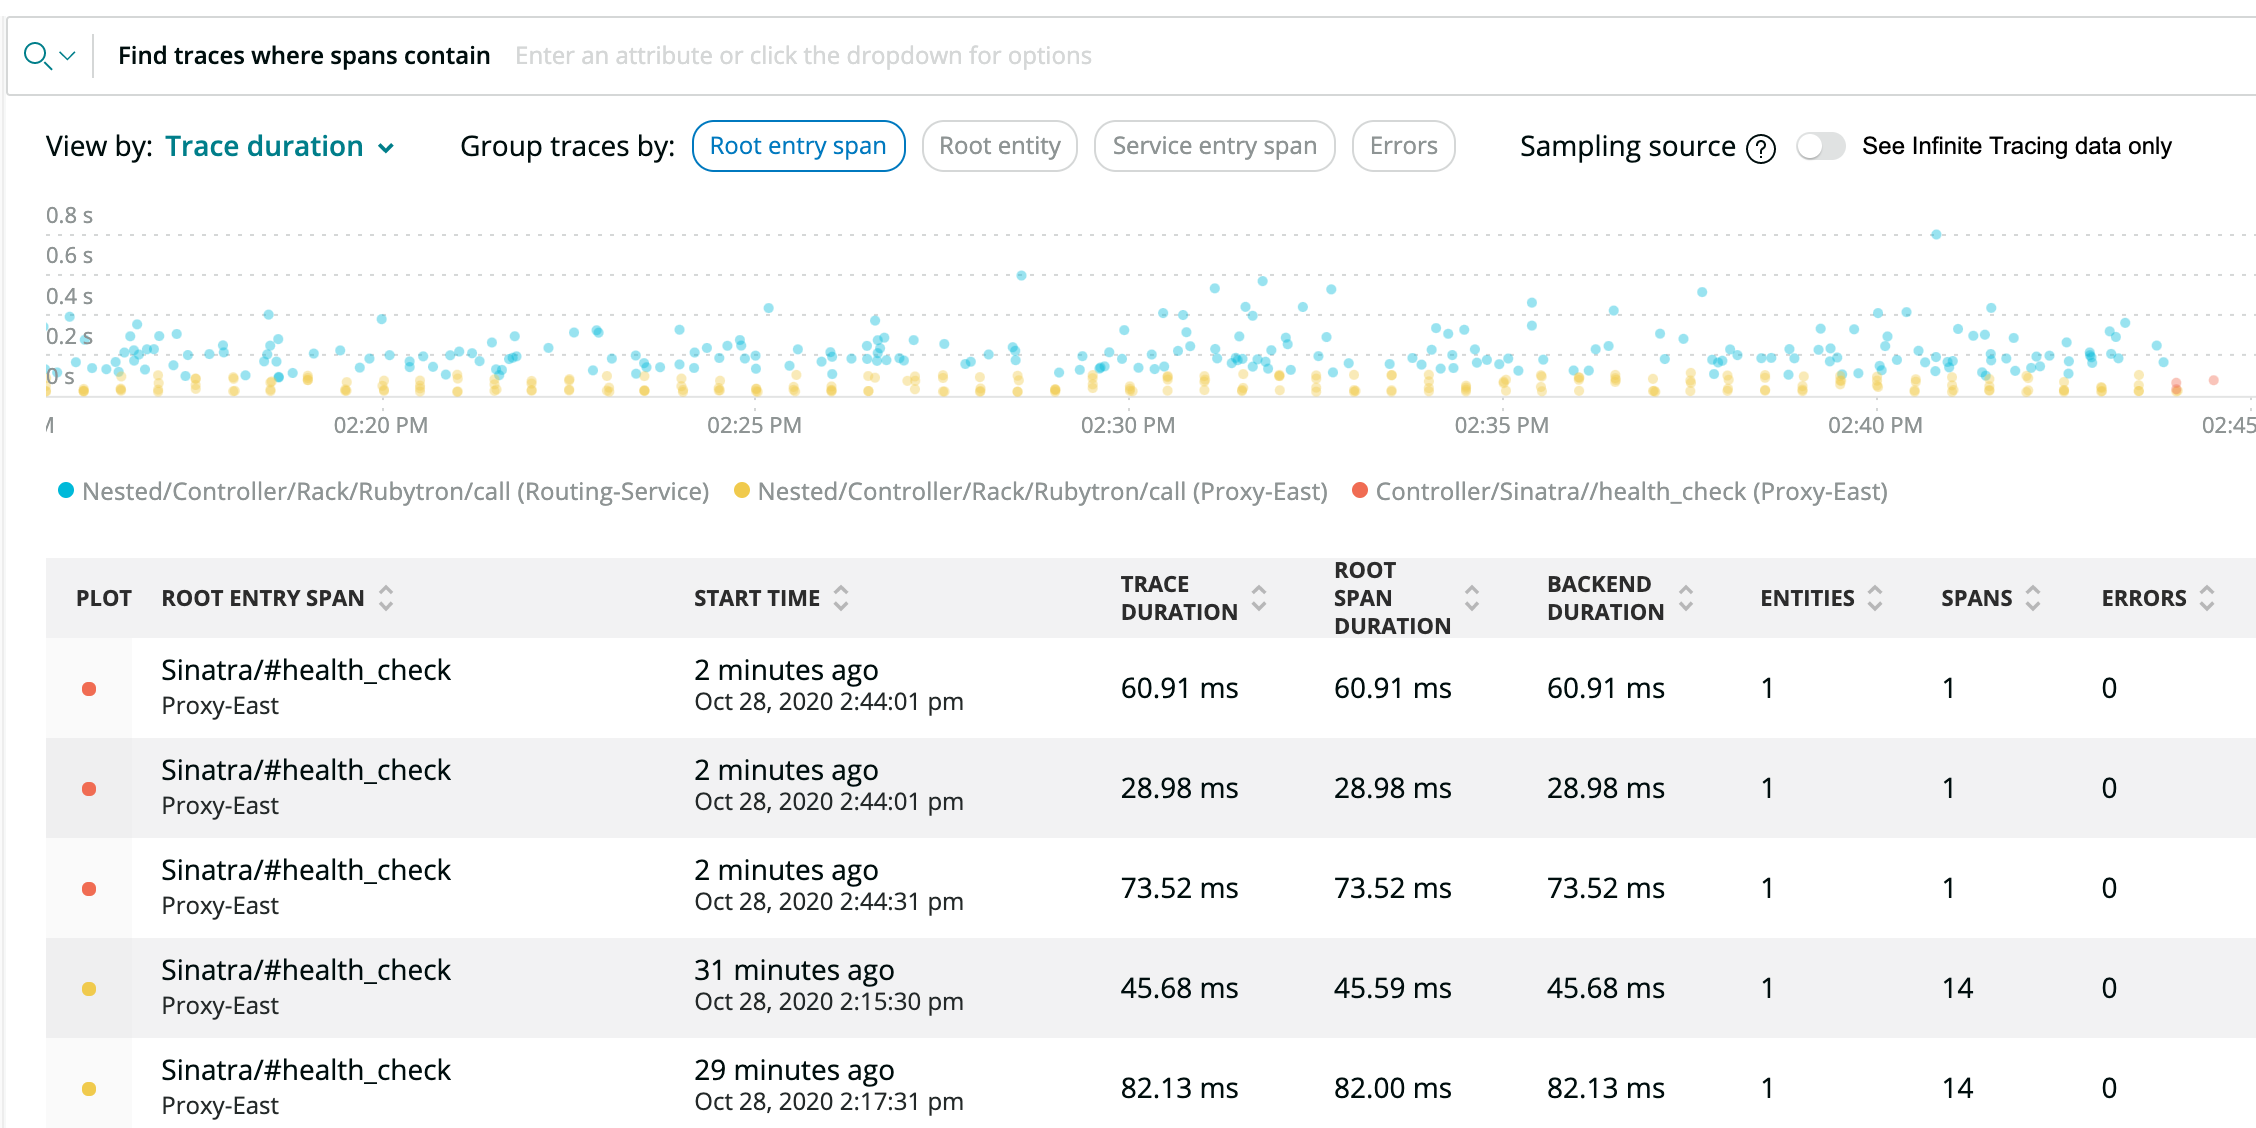 Find traces where spans contain Enter an attribute or click the dropdown for options
View by: Trace duration Group traces by: Root entry span Root entity Service entry span Errors Sampling source ? See Infinite Tracing data only
0.8 s
0.6 s
0.4 s
0.2 s
0 s
02:20 PM 02:25 PM 02:30 PM 02:35 PM 02:40 PM 02:45
Nested/Controller/Rack/Rubytron/call (Routing-Service) Nested/Controller/Rack/Rubytron/call (Proxy-East) Controller/Sinatra//health_check (Proxy-East)
PLOT ROOT ENTRY SPAN START TIME TRACE DURATION ROOT SPAN DURATION BACKEND DURATION ENTITIES SPANS ERRORS
Sinatra/#health_check 2 minutes ago 60.91 ms 60.91 ms 60.91 ms 1 1 0
Proxy-East Oct 28, 2020 2:44:01 pm
Sinatra/#health_check 2 minutes ago 28.98 ms 28.98 ms 28.98 ms 1 1 0
Proxy-East Oct 28, 2020 2:44:01 pm
Sinatra/#health_check 2 minutes ago 73.52 ms 73.52 ms 73.52 ms 1 1 0
Proxy-East Oct 28, 2020 2:44:31 pm
Sinatra/#health_check 31 minutes ago 45.68 ms 45.59 ms 45.68 ms 1 14 0
Proxy-East Oct 28, 2020 2:15:30 pm
Sinatra/#health_check 29 minutes ago 82.13 ms 82.00 ms 82.13 ms 1 14 0
Proxy-East Oct 28, 2020 2:17:31 pm